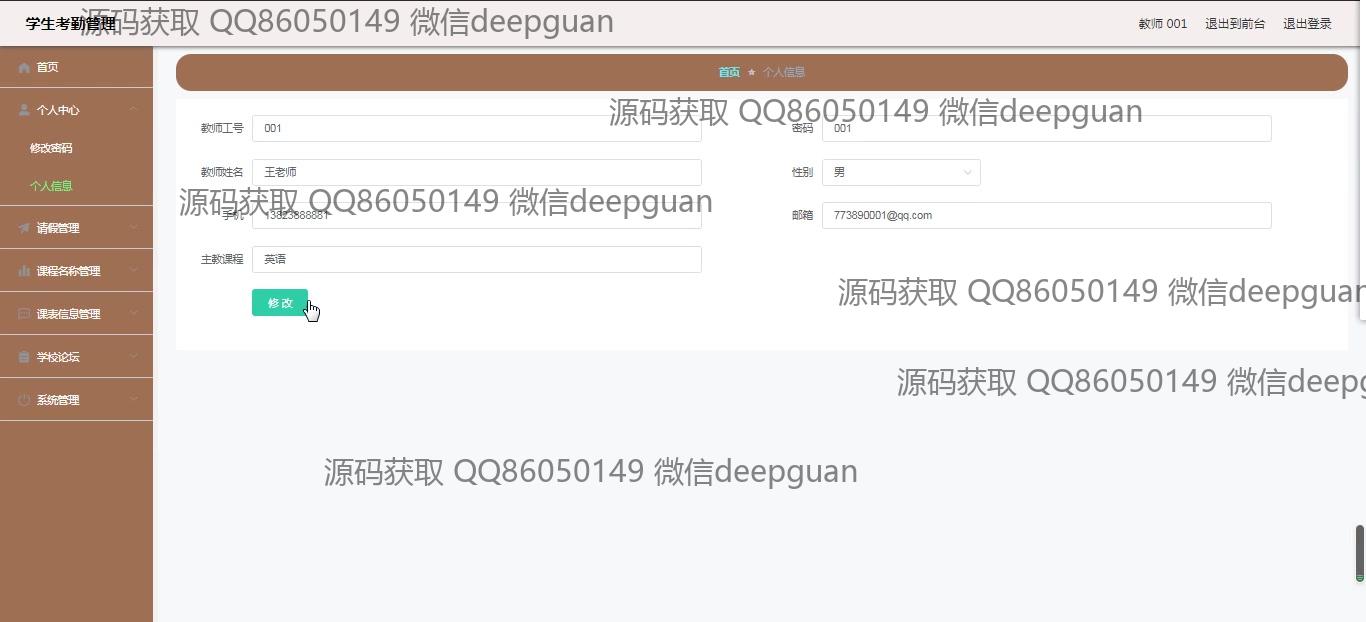 学生考勤管理
源码获取 QQ86050149 微信deepguan
教师 001 退出到前台 退出登录
首页
个人中心
修改密码
个人信息
请假管理
课程名称管理
课表信息管理
学校论坛
系统管理
首页 ★ 个人信息
源码获取 QQ86050149 微信deepguan
教师工号 001
密码 001
教师姓名 王老师
性别 男
源码获取 QQ86050149 微信deepguan
手机 13823888881
邮箱 773890001@qq.com
主教课程 英语
源码获取 QQ86050149 微信deepguan
修改
源码获取 QQ86050149 微信deepg
源码获取 QQ86050149 微信deepguan